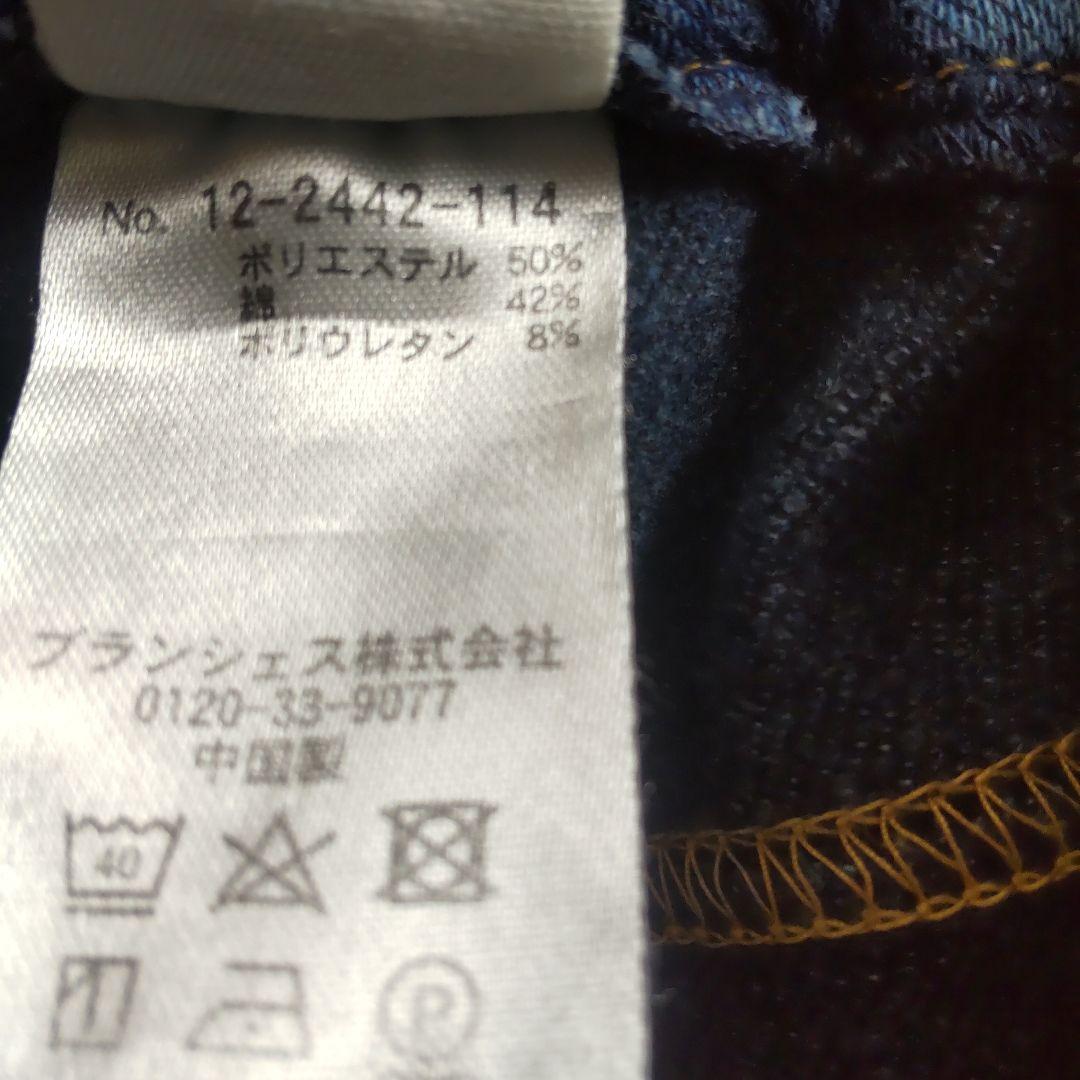 No. 12-2442-114
ポリエステル 50%
綿 42%
ポリウレタン 8%
ブランシェス株式会社
0120-33-9077
中国製
40
P